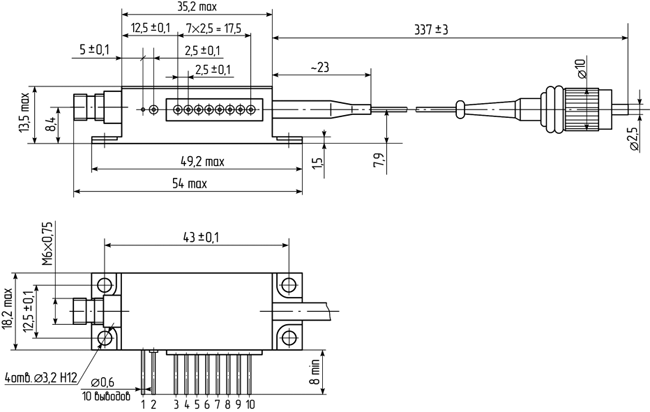 35,2 max
12,5 ±0,1
7×2,5 = 17,5
337 ±3
5 ±0,1
2,5 ±0,1
2,5 ±0,1
~23
⌀10
13,5 max
8,4
1,5
7,9
⌀2,5
49,2 max
54 max
M6×0,75
43 ±0,1
18,2 max
12,5 ±0,1
4отв. ⌀3,2 H12
⌀0,6
10 выводов
8 min
1 2 3 4 5 6 7 8 9 10